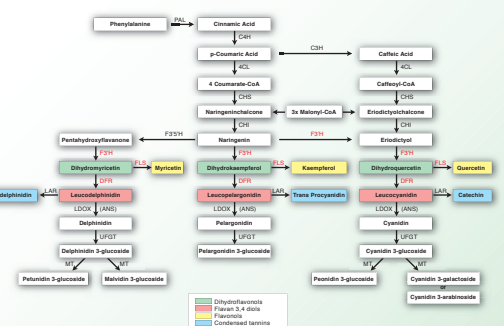 Phenylalanine PAL Cinnamic Acid
C4H
p-Coumaric Acid C3H Caffeic Acid
4CL 4CL
4 Coumarate-CoA Caffeoyl-CoA
CHS CHS
Naringeninchalcone 3x Malonyl-CoA Eriodictyolchalcone
CHI CHI
Pentahydroxyflavanone F3'5'H Naringenin F3'H Eriodictyol
F3'H F3'H F3'H
Dihydromyricetin FLS Myricetin Dihydrokaempferol FLS Kaempferol Dihydroquercetin FLS Quercetin
DFR DFR DFR
delphinidin LAR Leucodelphinidin Leucopelargonidin LAR Trans Procyanidin Leucocyanidin LAR Catechin
LDOX (ANS) LDOX (ANS) LDOX (ANS)
Delphinidin Pelargonidin Cyanidin
UFGT UFGT UFGT
Delphinidin 3-glucoside Pelargonidin 3-glucoside Cyanidin 3-glucoside
MT MT MT MT
Petunidin 3-glucoside Malvidin 3-glucoside Peonidin 3-glucoside Cyanidin 3-galactoside
or
Cyanidin 3-arabinoside
Dihydroflavonols
Flavan 3,4 diols
Flavonols
Condensed tannins